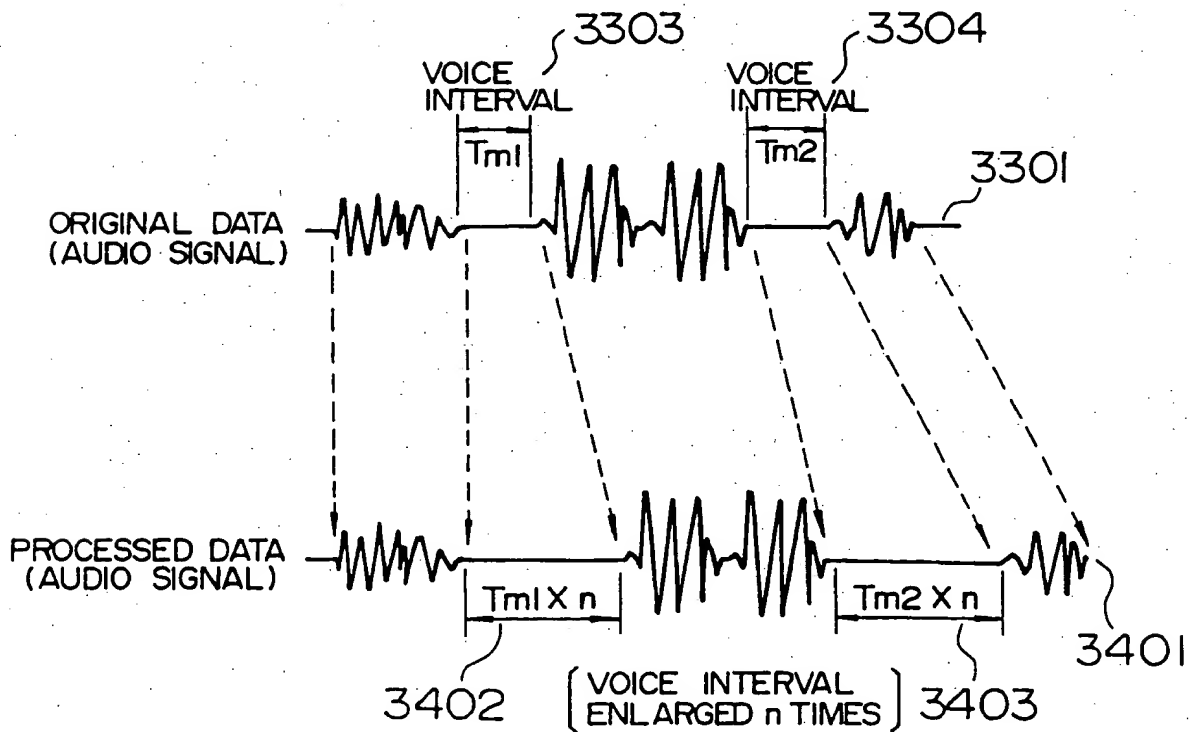 3303
3304
VOICE INTERVAL
VOICE INTERVAL
Tm1
Tm2
3301
ORIGINAL DATA
(AUDIO SIGNAL)
PROCESSED DATA
(AUDIO SIGNAL)
Tm1 X n
Tm2 X n
3401
3402
[VOICE INTERVAL
ENLARGED n TIMES]
3403